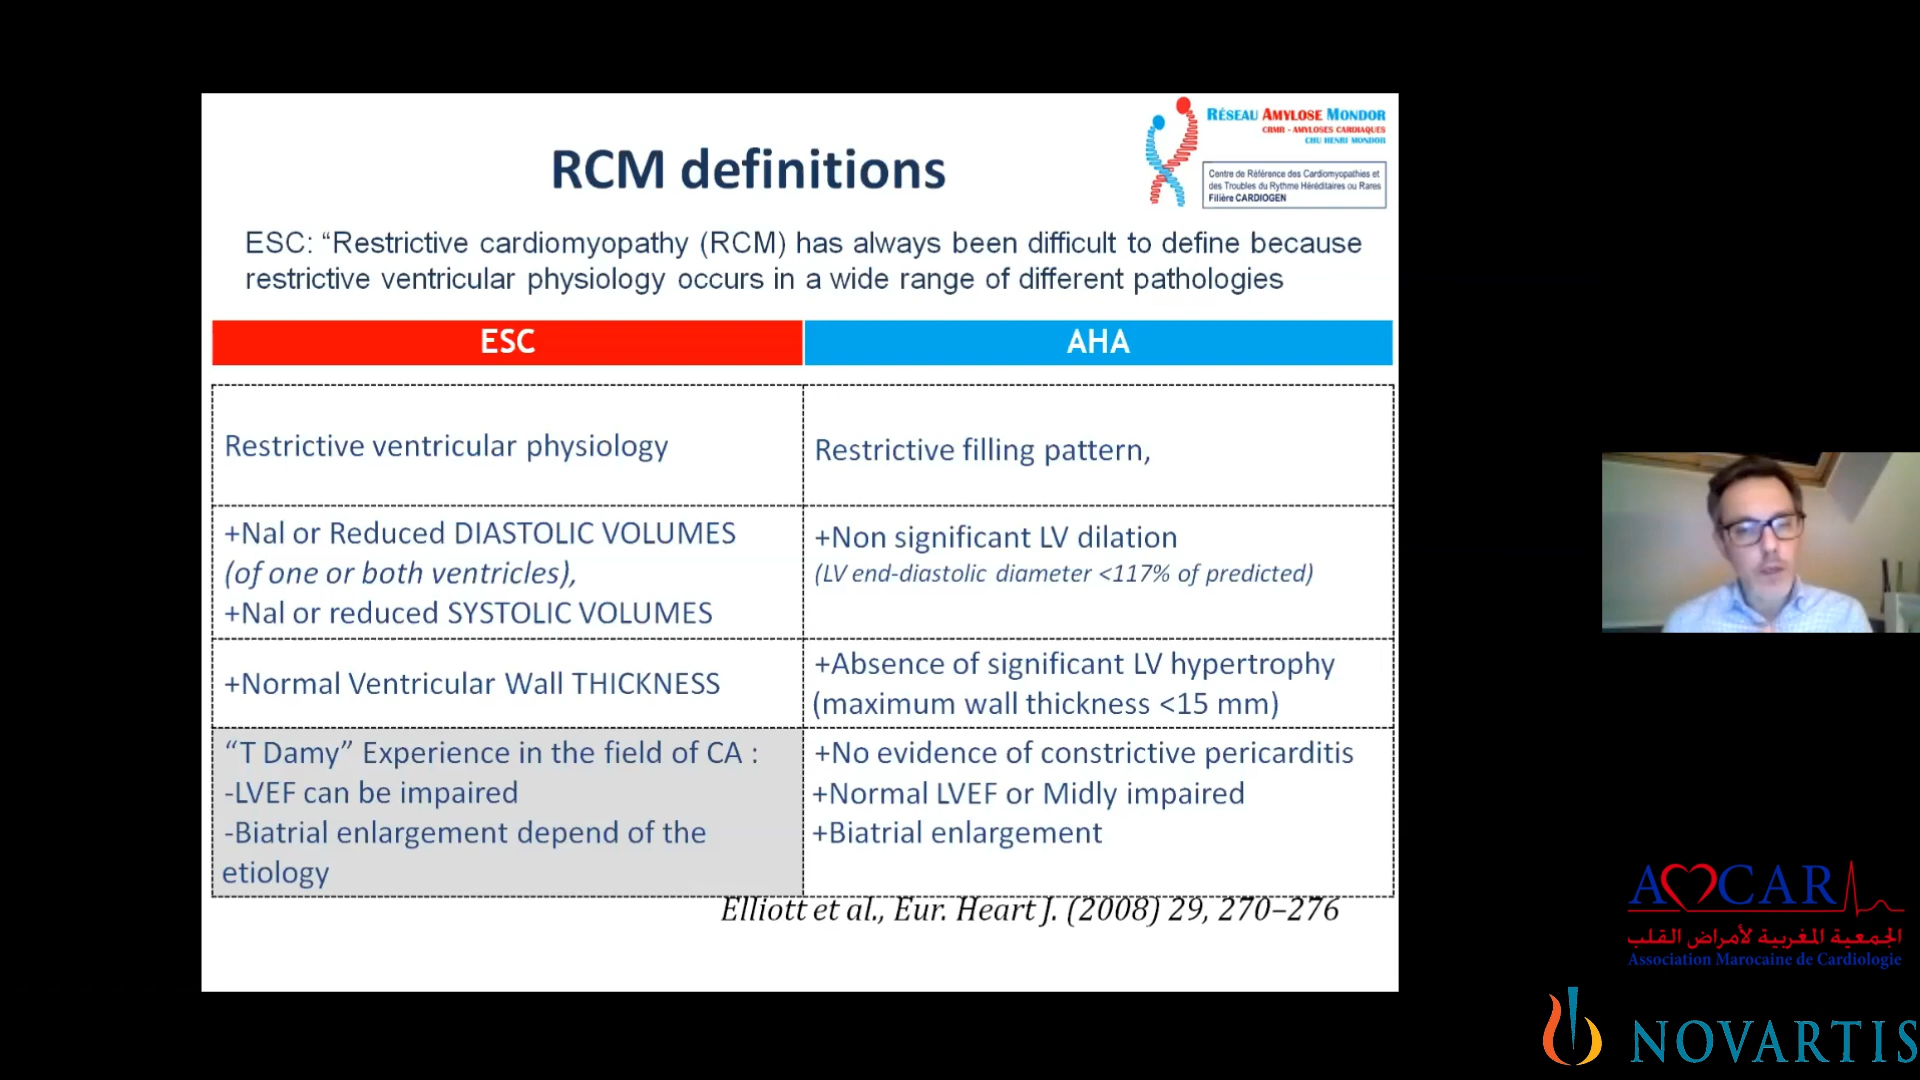 RÉSEAU AMYLOSE MONDOR
CRMR - AMYLOSES CARDIAQUES
CHU HENRI MONDOR
Centre de Référence des Cardiomyopathies et
des Troubles du Rythme Héréditaires ou Rares
Filière CARDIOGEN
RCM definitions
ESC: “Restrictive cardiomyopathy (RCM) has always been difficult to define because
restrictive ventricular physiology occurs in a wide range of different pathologies
ESC
AHA
Restrictive ventricular physiology
Restrictive filling pattern,
+Nal or Reduced DIASTOLIC VOLUMES
(of one or both ventricles),
+Nal or reduced SYSTOLIC VOLUMES
+Non significant LV dilation
(LV end-diastolic diameter <117% of predicted)
+Normal Ventricular Wall THICKNESS
+Absence of significant LV hypertrophy
(maximum wall thickness <15 mm)
“T Damy” Experience in the field of CA :
-LVEF can be impaired
-Biatrial enlargement depend of the
etiology
+No evidence of constrictive pericarditis
+Normal LVEF or Midly impaired
+Biatrial enlargement
Elliott et al., Eur. Heart J. (2008) 29, 270–276
AMCAR
الجمعية المغربية لأمراض القلب
Association Marocaine de Cardiologie
NOVARTIS